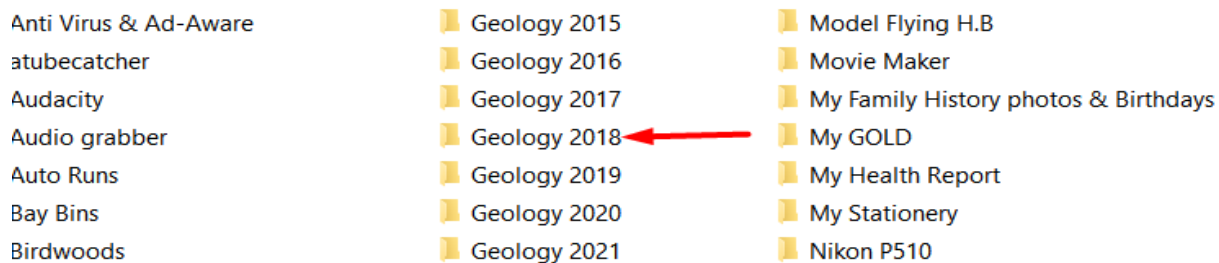 Anti Virus & Ad-Aware
atubecatcher
Audacity
Audio grabber
Auto Runs
Bay Bins
Birdwoods
Geology 2015
Geology 2016
Geology 2017
Geology 2018
Geology 2019
Geology 2020
Geology 2021
Model Flying H.B
Movie Maker
My Family History photos & Birthdays
My GOLD
My Health Report
My Stationery
Nikon P510